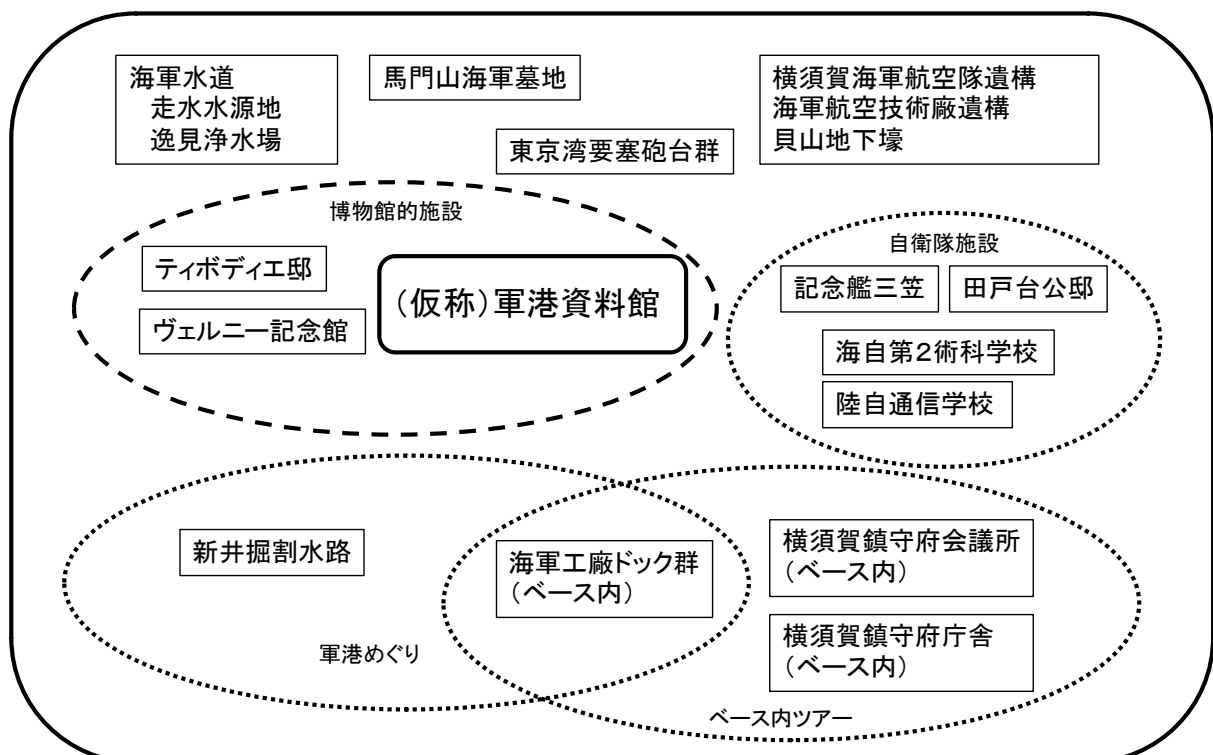 海軍水道
走水水源地
逸見浄水場
馬門山海軍墓地
横須賀海軍航空隊遺構
海軍航空技術廠遺構
貝山地下壕
東京湾要塞砲台群
博物館的施設
ティボディエ邸
ヴェルニー記念館
(仮称)軍港資料館
自衛隊施設
記念艦三笠
田戸台公邸
海自第2術科学校
陸自通信学校
新井掘割水路
海軍工廠ドック群
(ベース内)
横須賀鎮守府会議所
(ベース内)
横須賀鎮守府庁舎
(ベース内)
軍港めぐり
ベース内ツアー